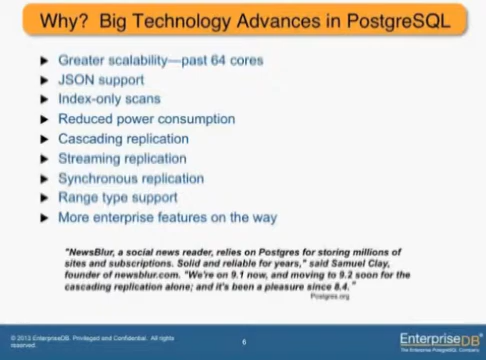 Why? Big Technology Advances in PostgreSQL
Greater scalability—past 64 cores
JSON support
Index-only scans
Reduced power consumption
Cascading replication
Streaming replication
Synchronous replication
Range type support
More enterprise features on the way
"NewsBlur, a social news reader, relies on Postgres for storing millions of
sites and subscriptions. Solid and reliable for years," said Samuel Clay,
founder of newsblur.com. "We're on 9.1 now, and moving to 9.2 soon for the
cascading replication alone; and it's been a pleasure since 8.4."
Postgres.org
EnterpriseDB. Privileged and Confidential. All rights
reserved.
6
ENTERPRISEDB
The Enterprise PostgreSQL Company